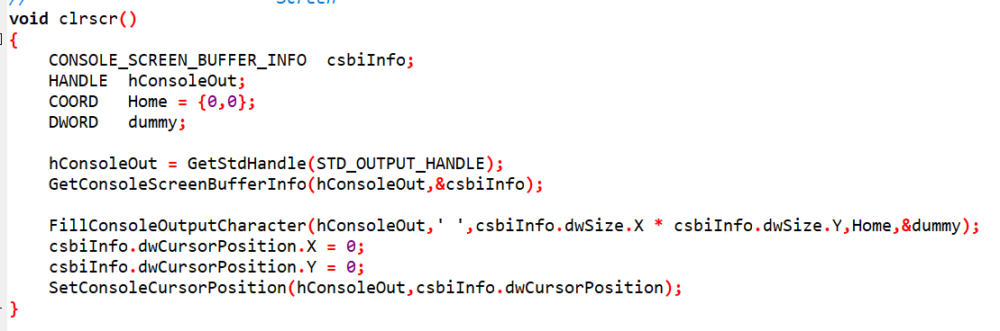 // Screen
void clrscr()
{
    CONSOLE_SCREEN_BUFFER_INFO  csbiInfo;
    HANDLE  hConsoleOut;
    COORD   Home = {0,0};
    DWORD   dummy;

    hConsoleOut = GetStdHandle(STD_OUTPUT_HANDLE);
    GetConsoleScreenBufferInfo(hConsoleOut,&csbiInfo);

    FillConsoleOutputCharacter(hConsoleOut,' ',csbiInfo.dwSize.X * csbiInfo.dwSize.Y,Home,&dummy);
    csbiInfo.dwCursorPosition.X = 0;
    csbiInfo.dwCursorPosition.Y = 0;
    SetConsoleCursorPosition(hConsoleOut,csbiInfo.dwCursorPosition);
}